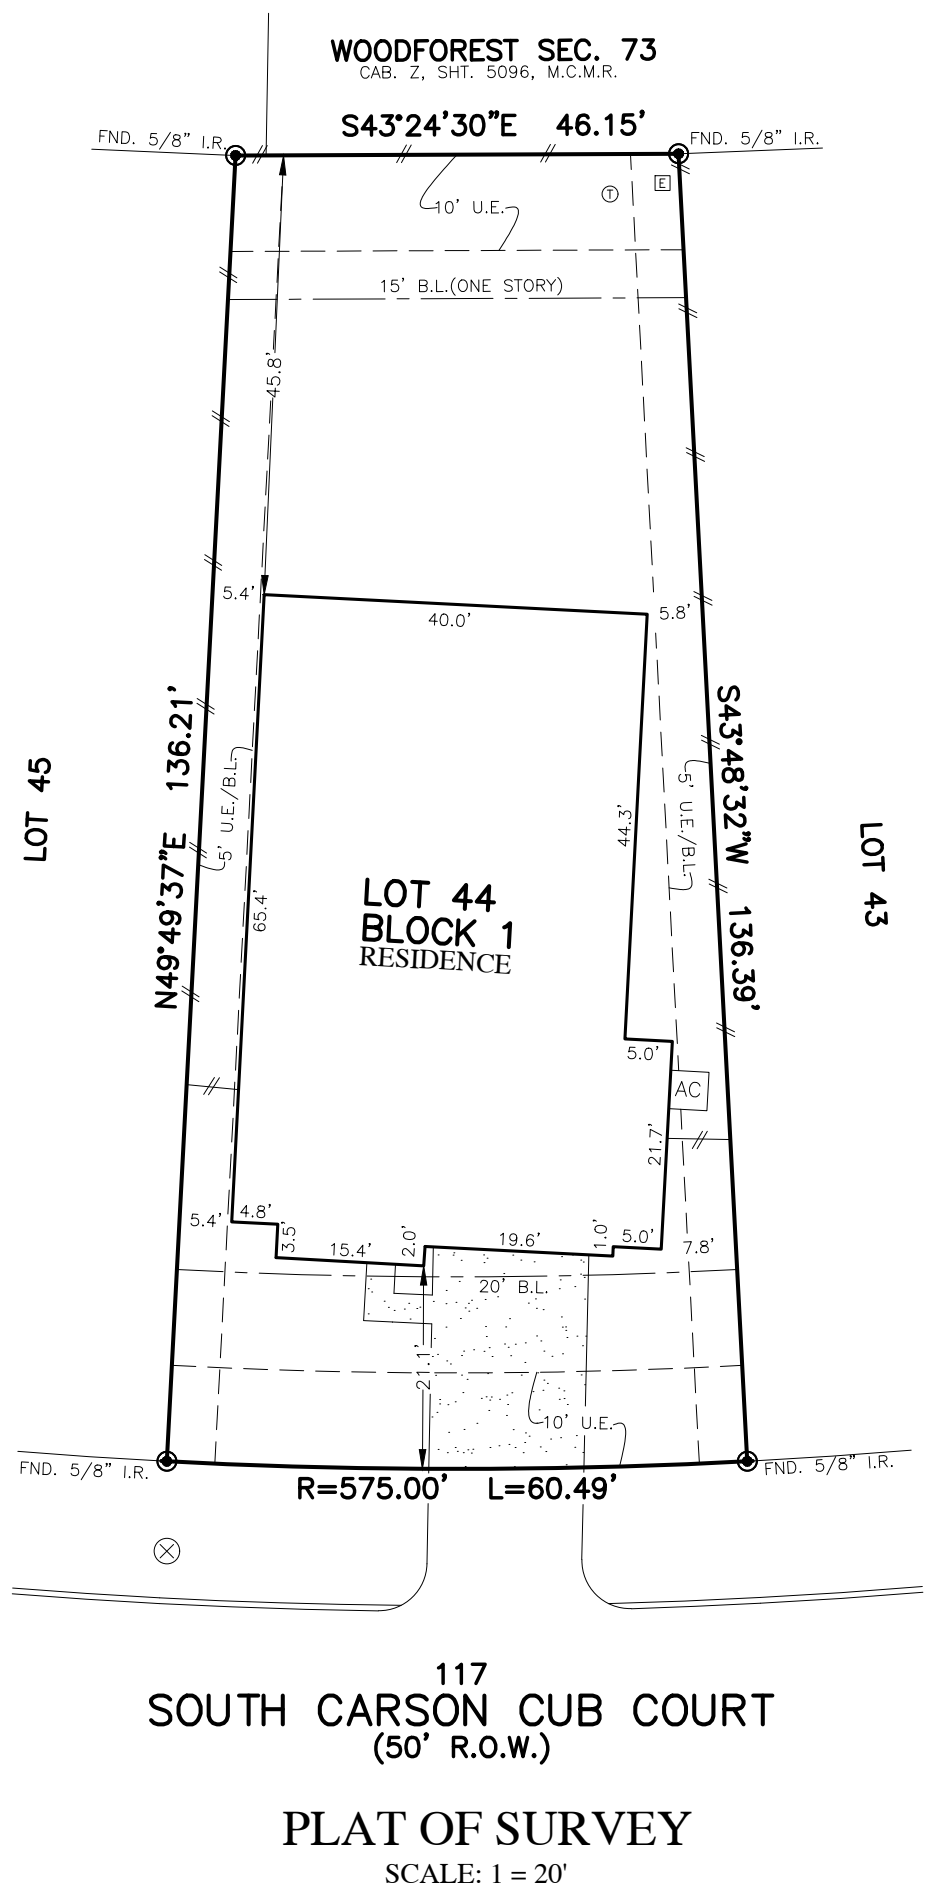 WOODFOREST SEC. 73
CAB. Z, SHT. 5096, M.C.M.R.
S43°24'30"E 46.15'
FND. 5/8" I.R.
FND. 5/8" I.R.
T
E
10' U.E.
15' B.L.(ONE STORY)
45.8'
5.4'
40.0'
5.8'
N49°49'37"E 136.21'
S43°48'32"W 136.39'
LOT 45
LOT 43
5' U.E./B.L.
5' U.E./B.L.
44.3'
65.4'
LOT 44
BLOCK 1
RESIDENCE
5.0'
AC
21.7'
5.4'
4.8'
3.5'
15.4'
2.0'
19.6'
1.0'
5.0'
7.8'
20' B.L.
21.1'
10' U.E.
FND. 5/8" I.R.
FND. 5/8" I.R.
R=575.00' L=60.49'
117
SOUTH CARSON CUB COURT
(50' R.O.W.)
PLAT OF SURVEY
SCALE: 1 = 20'